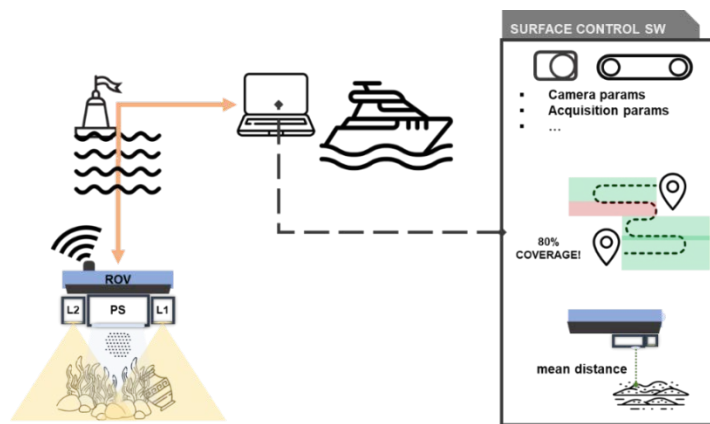 SURFACE CONTROL SW
▪ Camera params
▪ Acquisition params
▪ ...
ROV
L2
PS
L1
80%
COVERAGE!
mean distance